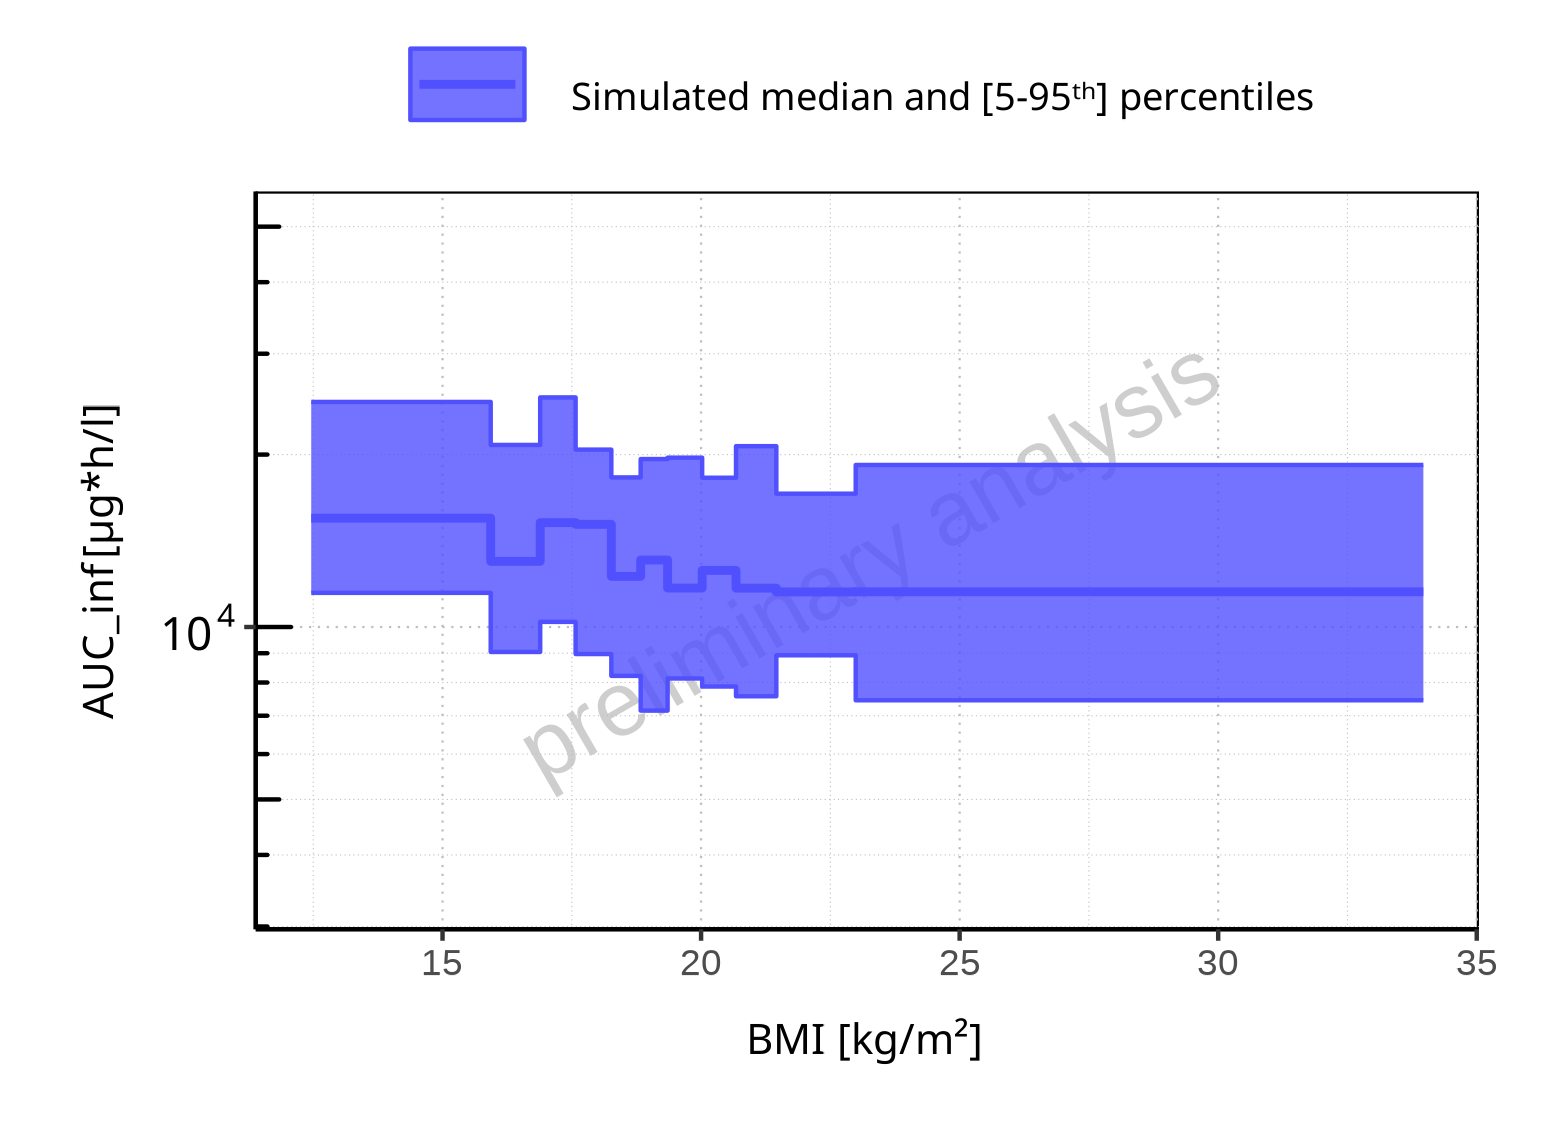 Simulated median and [5-95ᵗʰ] percentiles
AUC_inf[µg*h/l]
10⁴
preliminary analysis
15 20 25 30 35
BMI [kg/m²]